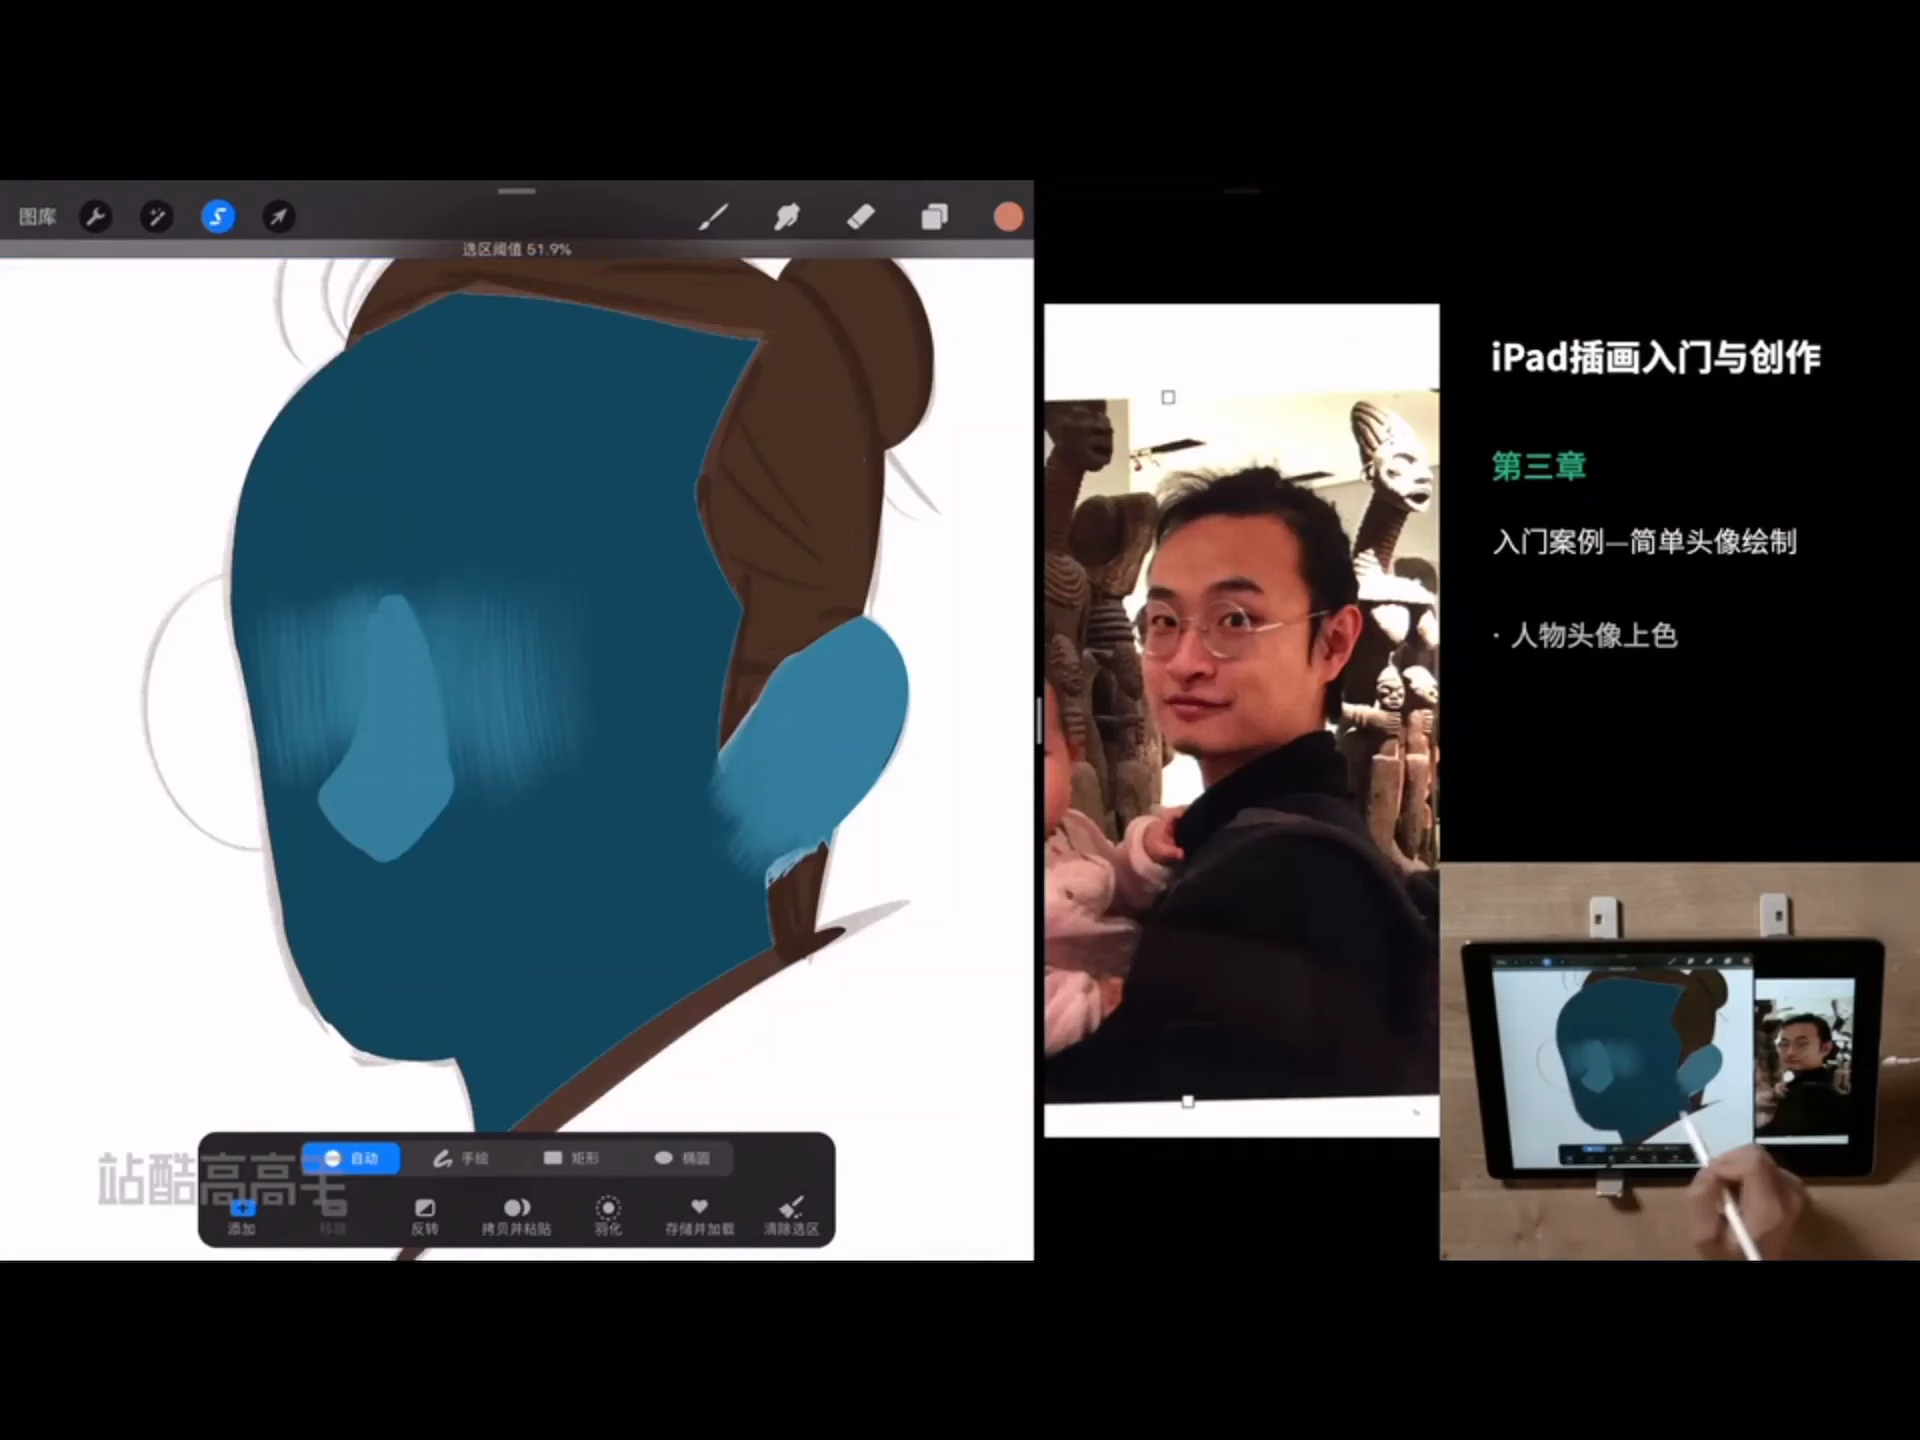 图库
选区阈值 51.9%
iPad插画入门与创作
第三章
入门案例—简单头像绘制
· 人物头像上色
自动 手绘 矩形 椭圆
站酷高高手
添加 移除 反转 拷贝并粘贴 羽化 存储并加载 清除选区